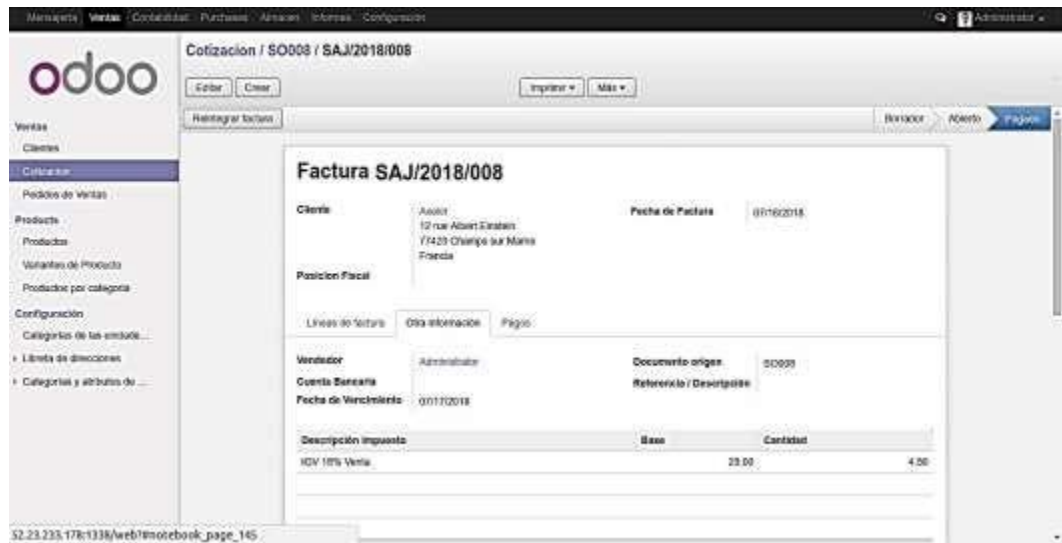 Mensajería Ventas Contabilidad Purchases Almacen Informes Configuración
Administrator
odoo
Cotizacion / SO008 / SAJ/2018/008
Editar Crear
Imprimir Más
Reintegrar factura
Borrador Abierto Pagado
Ventas
Clientes
Cotizacion
Pedidos de Ventas
Producto
Productos
Variantes de Producto
Productos por categoria
Configuración
Categorías de las unidade...
Libreta de direcciones
Categorías y atributos de ...
Factura SAJ/2018/008
Cliente
12 rue Albert Einstein
77420 Champs sur Marne
Francia
Fecha de Factura 07/16/2018
Posicion Fiscal
Líneas de factura Otra información Pagos
Vendedor Administrator
Documento origen SO008
Cuenta Bancaria
Referencia / Descripción
Fecha de Vencimiento 07/17/2018
Descripción impuesto Base Cantidad
IGV 18% Venta 25.00 4.50
52.23.233.178:1338/web?#notebook_page_145